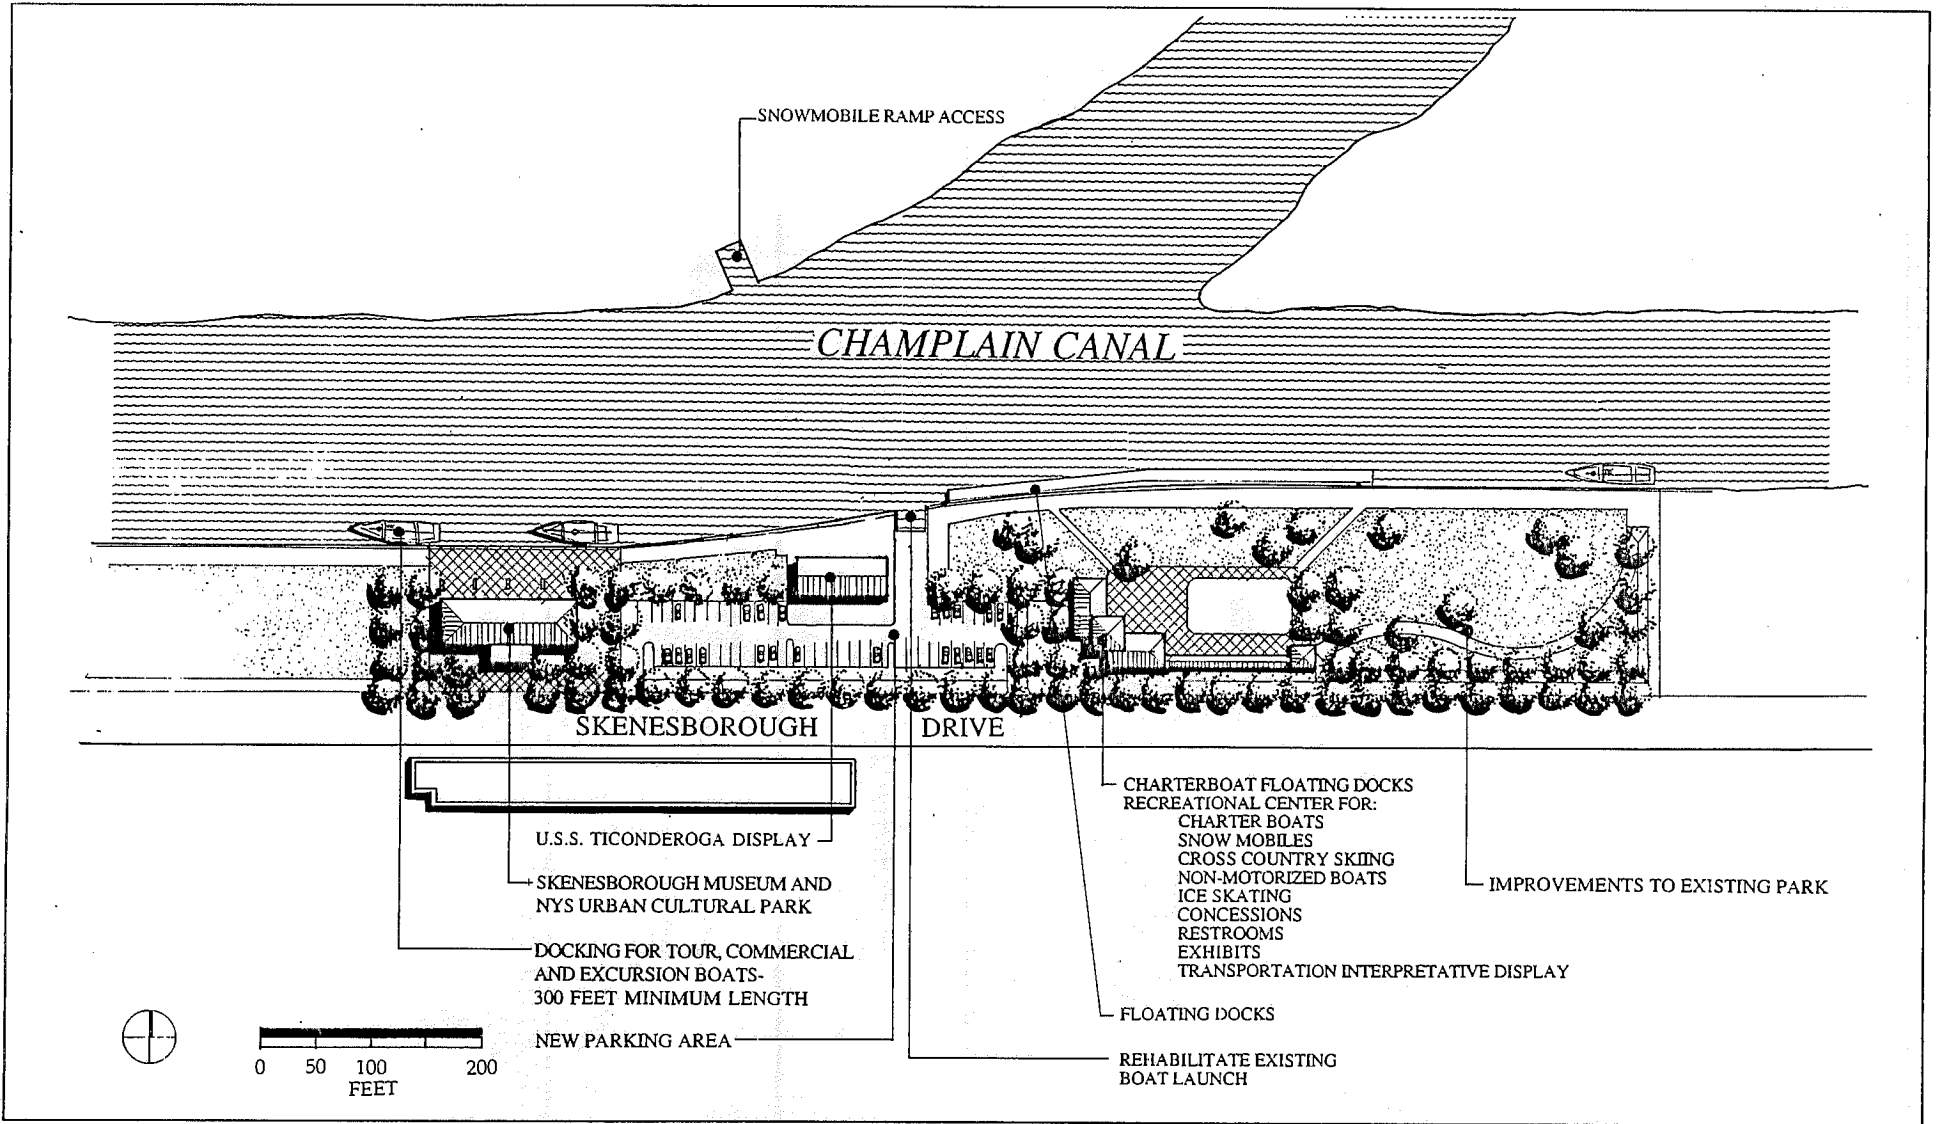 SNOWMOBILE RAMP ACCESS
CHAMPLAIN CANAL
SKENESBOROUGH DRIVE
U.S.S. TICONDEROGA DISPLAY
SKENESBOROUGH MUSEUM AND
NYS URBAN CULTURAL PARK
DOCKING FOR TOUR, COMMERCIAL
AND EXCURSION BOATS-
300 FEET MINIMUM LENGTH
NEW PARKING AREA
CHARTERBOAT FLOATING DOCKS
RECREATIONAL CENTER FOR:
CHARTER BOATS
SNOW MOBILES
CROSS COUNTRY SKIING
NON-MOTORIZED BOATS
ICE SKATING
CONCESSIONS
RESTROOMS
EXHIBITS
TRANSPORTATION INTERPRETATIVE DISPLAY
IMPROVEMENTS TO EXISTING PARK
FLOATING DOCKS
REHABILITATE EXISTING
BOAT LAUNCH
0 50 100 200
FEET